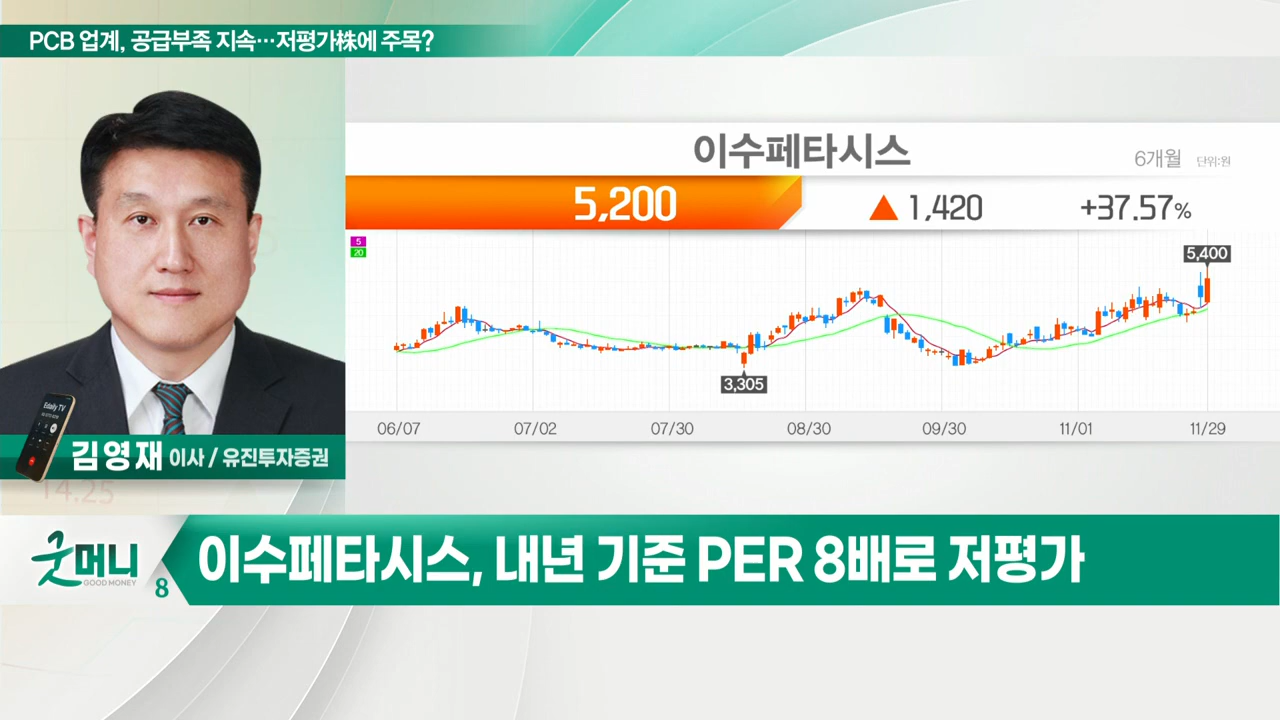 PCB 업계, 공급부족 지속…저평가株에 주목?
이수페타시스
6개월 단위:원
5,200 ▲ 1,420 +37.57%
5
20
5,400
3,305
06/07 07/02 07/30 08/30 09/30 11/01 11/29
Edaily TV
김영재 이사 / 유진투자증권
14.25
굿머니
GOOD MONEY
8
이수페타시스, 내년 기준 PER 8배로 저평가